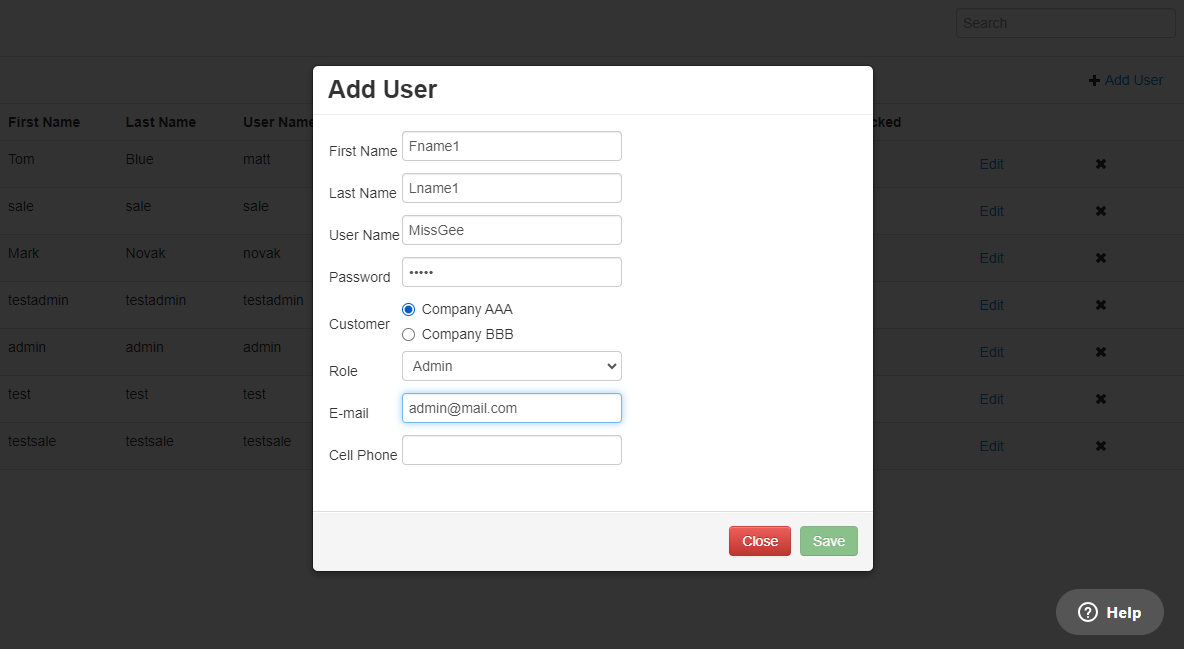 Search
Add User
First Name Last Name User Name cked
Tom Blue matt Edit
sale sale sale Edit
Mark Novak novak Edit
testadmin testadmin testadmin Edit
admin admin admin Edit
test test test Edit
testsale testsale testsale Edit
Add User
First Name Fname1
Last Name Lname1
User Name MissGee
Password •••••
Customer Company AAA
Company BBB
Role Admin
E-mail admin@mail.com
Cell Phone
Close Save
Help